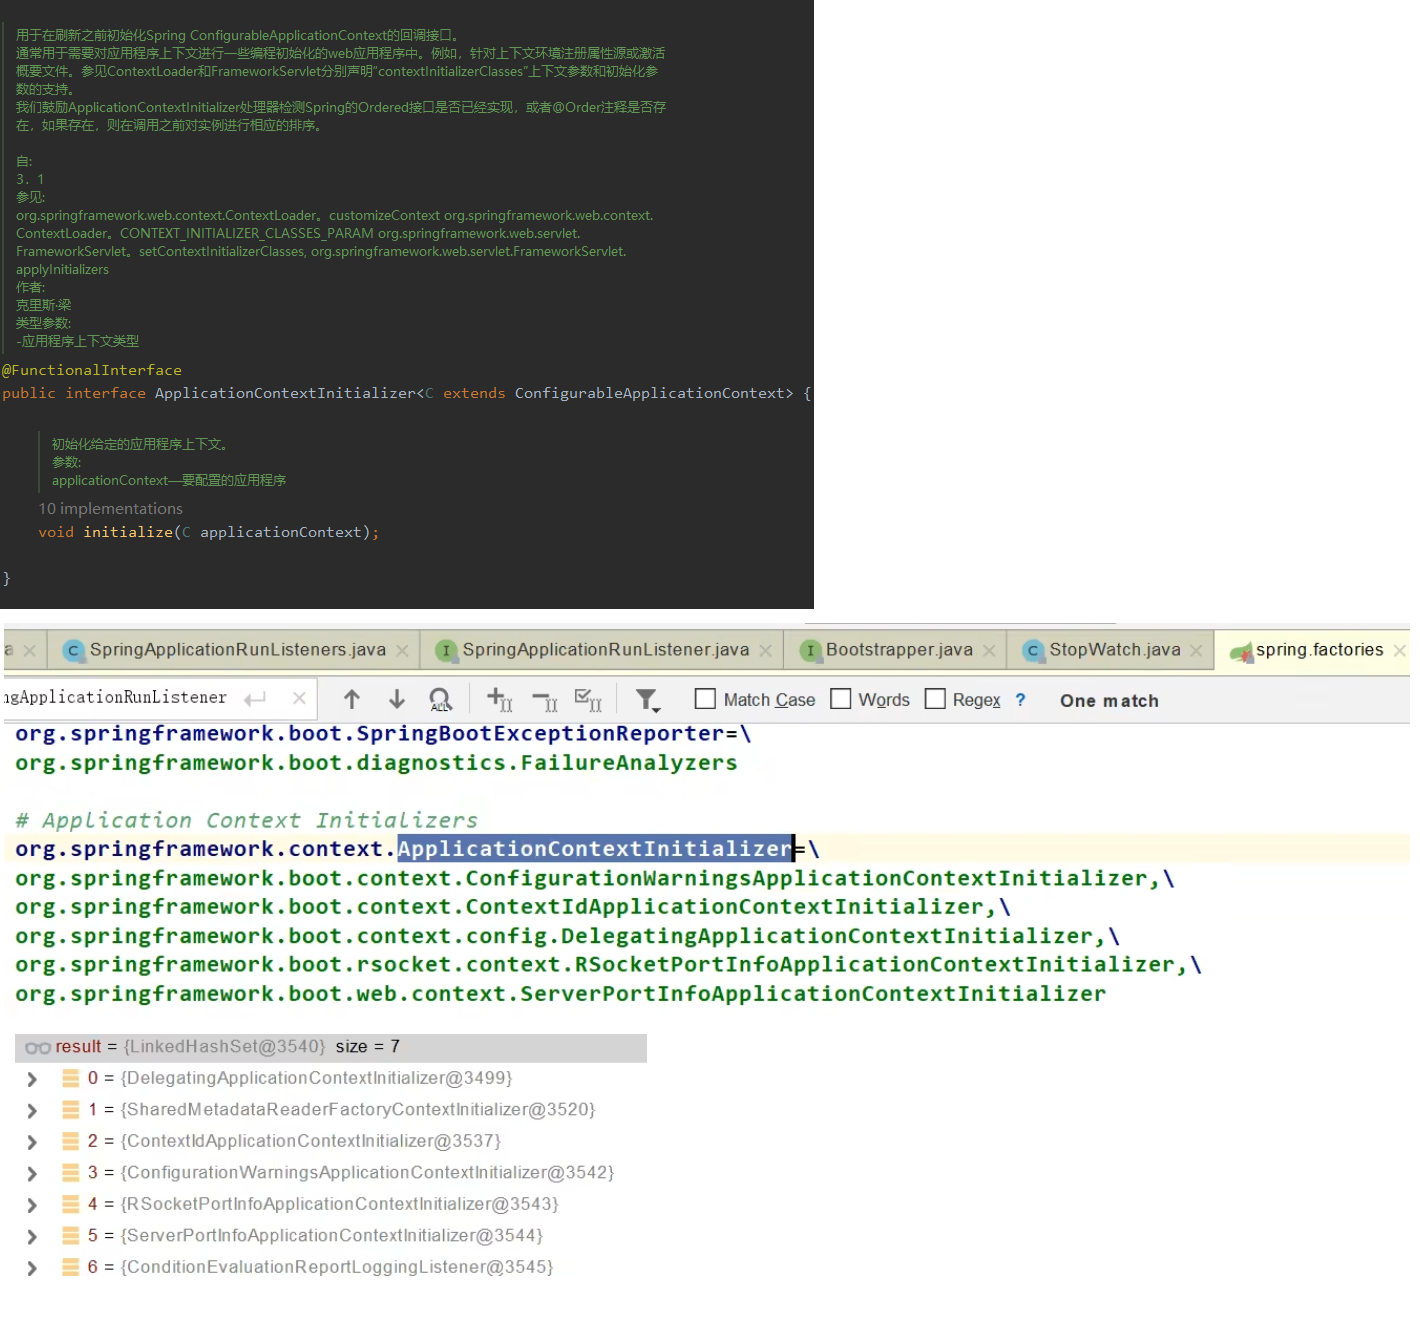 用于在刷新之前初始化Spring ConfigurableApplicationContext的回调接口。
通常用于需要对应用程序上下文进行一些编程初始化的web应用程序中。例如，针对上下文环境注册属性源或激活
概要文件。参见ContextLoader和FrameworkServlet分别声明“contextInitializerClasses”上下文参数和初始化参
数的支持。
我们鼓励ApplicationContextInitializer处理器检测Spring的Ordered接口是否已经实现，或者@Order注释是否存
在，如果存在，则在调用之前对实例进行相应的排序。
自:
3．1
参见:
org.springframework.web.context.ContextLoader。customizeContext org.springframework.web.context.
ContextLoader。CONTEXT_INITIALIZER_CLASSES_PARAM org.springframework.web.servlet.
FrameworkServlet。setContextInitializerClasses, org.springframework.web.servlet.FrameworkServlet.
applyInitializers
作者:
克里斯·梁
类型参数:
-应用程序上下文类型
@FunctionalInterface
public interface ApplicationContextInitializer<C extends ConfigurableApplicationContext> {
初始化给定的应用程序上下文。
参数:
applicationContext—要配置的应用程序
10 implementations
void initialize(C applicationContext);
}
a SpringApplicationRunListeners.java SpringApplicationRunListener.java Bootstrapper.java StopWatch.java spring.factories
ngApplicationRunListener Match Case Words Regex ? One match
org.springframework.boot.SpringBootExceptionReporter=\
org.springframework.boot.diagnostics.FailureAnalyzers
# Application Context Initializers
org.springframework.context.ApplicationContextInitializer=\
org.springframework.boot.context.ConfigurationWarningsApplicationContextInitializer,\
org.springframework.boot.context.ContextIdApplicationContextInitializer,\
org.springframework.boot.context.config.DelegatingApplicationContextInitializer,\
org.springframework.boot.rsocket.context.RSocketPortInfoApplicationContextInitializer,\
org.springframework.boot.web.context.ServerPortInfoApplicationContextInitializer
result = {LinkedHashSet@3540} size = 7
0 = {DelegatingApplicationContextInitializer@3499}
1 = {SharedMetadataReaderFactoryContextInitializer@3520}
2 = {ContextIdApplicationContextInitializer@3537}
3 = {ConfigurationWarningsApplicationContextInitializer@3542}
4 = {RSocketPortInfoApplicationContextInitializer@3543}
5 = {ServerPortInfoApplicationContextInitializer@3544}
6 = {ConditionEvaluationReportLoggingListener@3545}